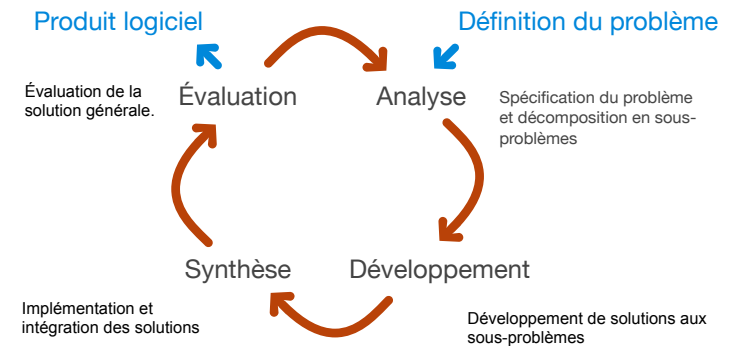 Produit logiciel
Définition du problème
Évaluation de la
solution générale.
Évaluation
Analyse
Spécification du problème
et décomposition en sous-
problèmes
Synthèse
Développement
Implémentation et
intégration des solutions
Développement de solutions aux
sous-problèmes